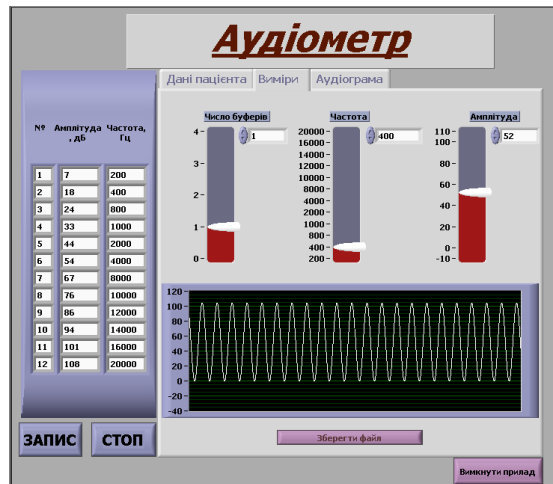 Аудіометр
Дані пацієнта Виміри Аудіограма
№ Амплітуда, дБ Частота, Гц
1 7 200
2 18 400
3 24 800
4 33 1000
5 44 2000
6 54 4000
7 67 8000
8 76 10000
9 86 12000
10 94 14000
11 101 16000
12 108 20000
Число буферів
1
4
3
2
1
0
Частота
400
20000
16000
14000
12000
10000
8000
4000
2000
1000
800
400
200
Амплітуда
52
110
100
80
60
40
20
0
-10
120
100
80
60
40
20
0
-20
-40
ЗАПИС СТОП
Зберегти файл
Вимкнути прилад